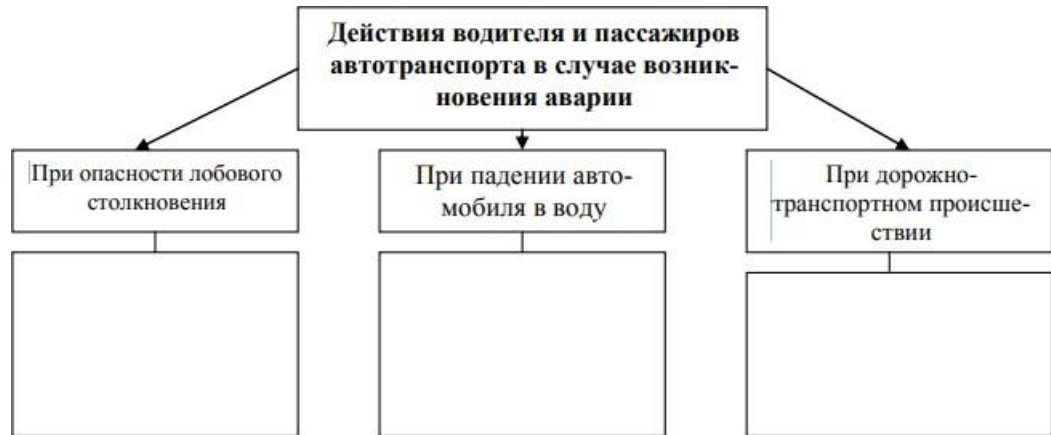 Действия водителя и пассажиров
автотранспорта в случае возник-
новения аварии
При опасности лобового
столкновения
При падении авто-
мобиля в воду
При дорожно-
транспортном происше-
ствии